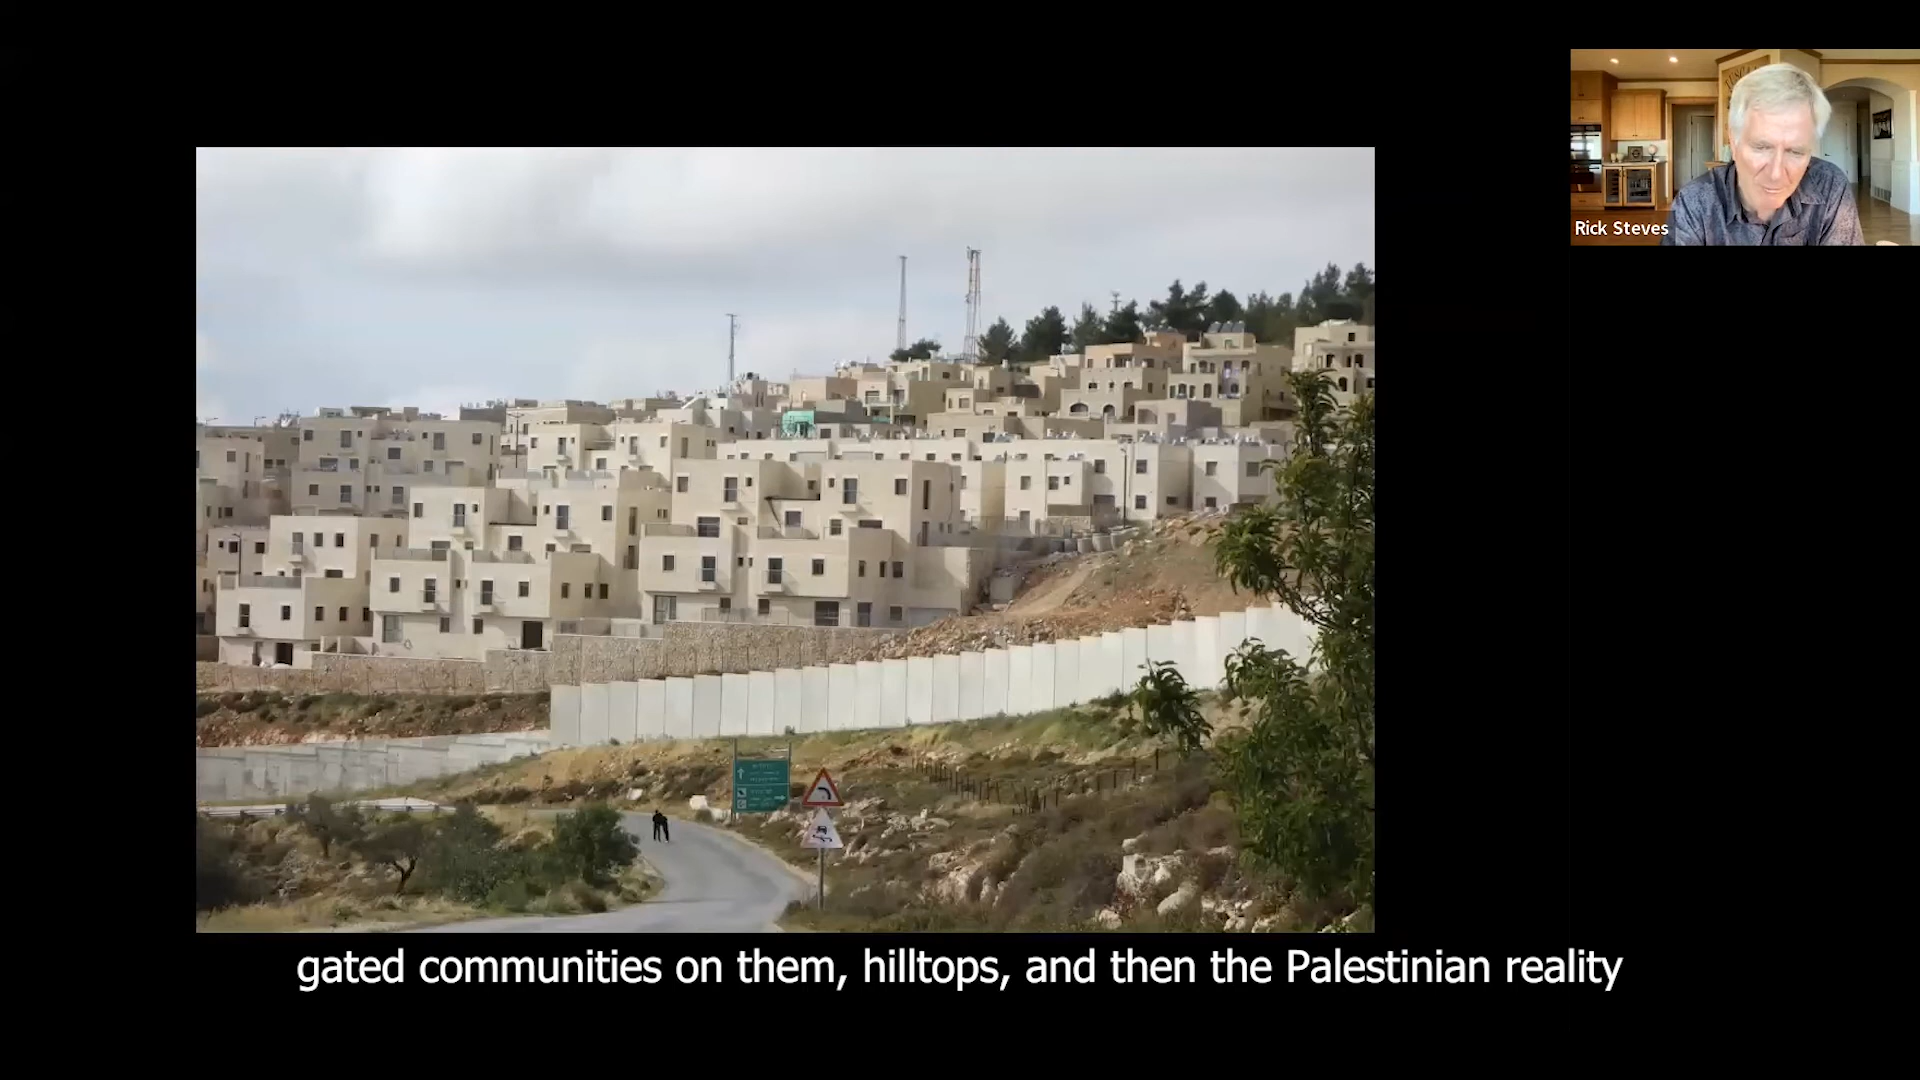 Rick Steves
gated communities on them, hilltops, and then the Palestinian reality